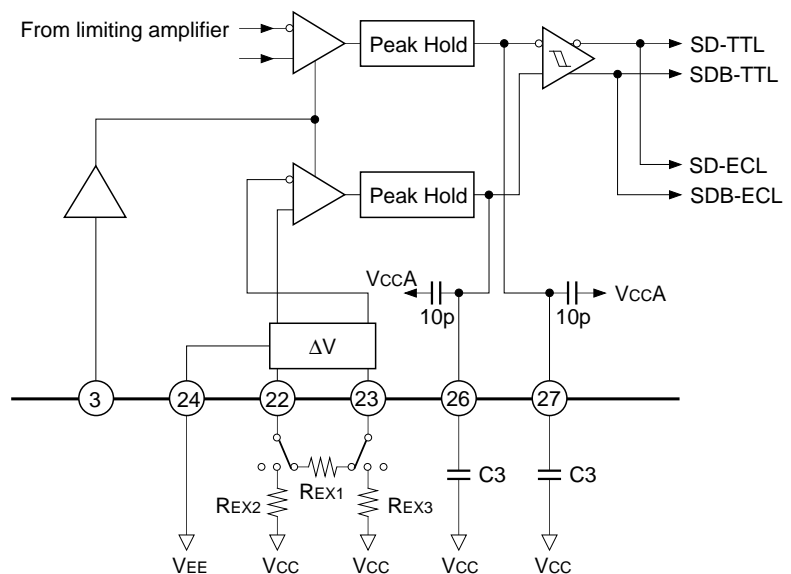 From limiting amplifier
Peak Hold
SD-TTL
SDB-TTL
SD-ECL
Peak Hold
SDB-ECL
VCCA
10p
10p
VCCA
ΔV
3
24
22
23
26
27
C3
C3
REX1
REX2
REX3
VEE
VCC
VCC
VCC
VCC